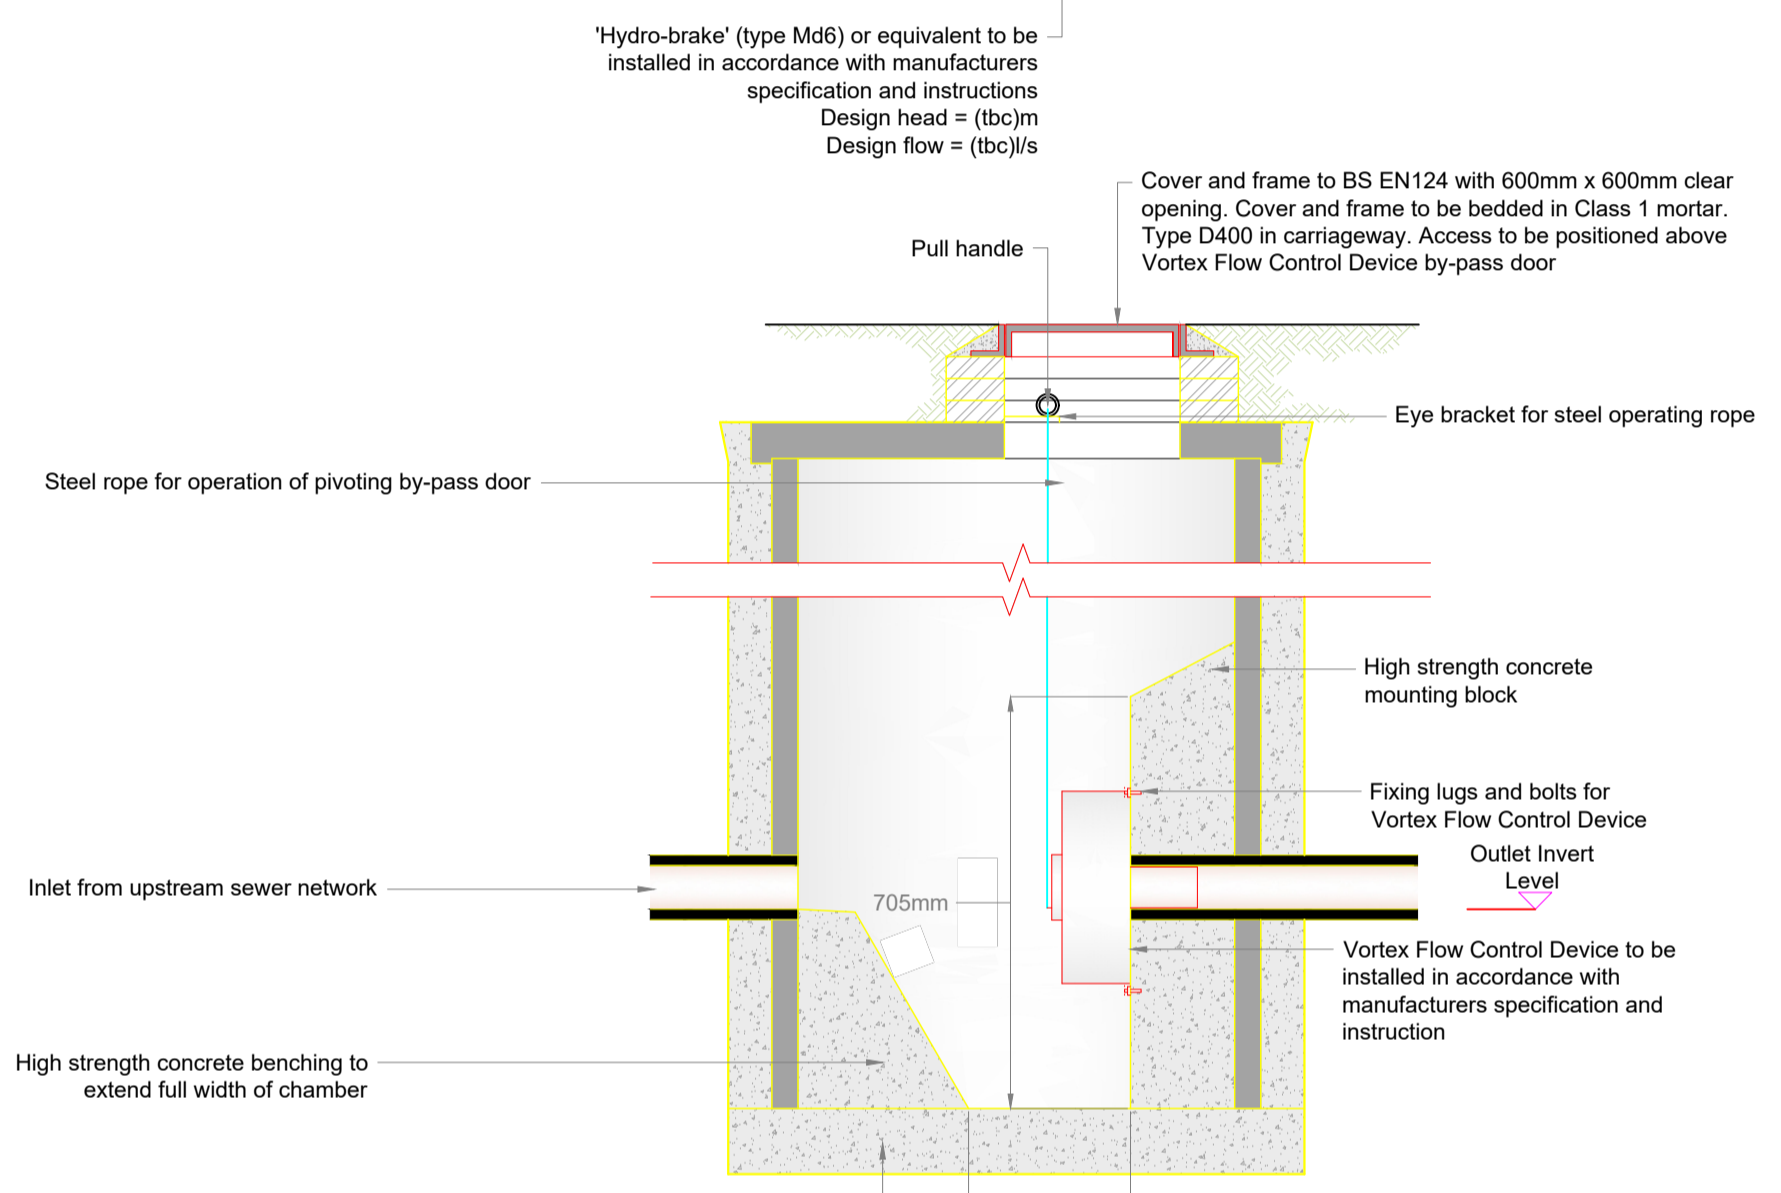 'Hydro-brake' (type Md6) or equivalent to be
installed in accordance with manufacturers
specification and instructions
Design head = (tbc)m
Design flow = (tbc)l/s
Cover and frame to BS EN124 with 600mm x 600mm clear
opening. Cover and frame to be bedded in Class 1 mortar.
Type D400 in carriageway. Access to be positioned above
Vortex Flow Control Device by-pass door
Pull handle
Eye bracket for steel operating rope
Steel rope for operation of pivoting by-pass door
High strength concrete
mounting block
Fixing lugs and bolts for
Vortex Flow Control Device
Outlet Invert
Level
Inlet from upstream sewer network
705mm
Vortex Flow Control Device to be
installed in accordance with
manufacturers specification and
instruction
High strength concrete benching to
extend full width of chamber